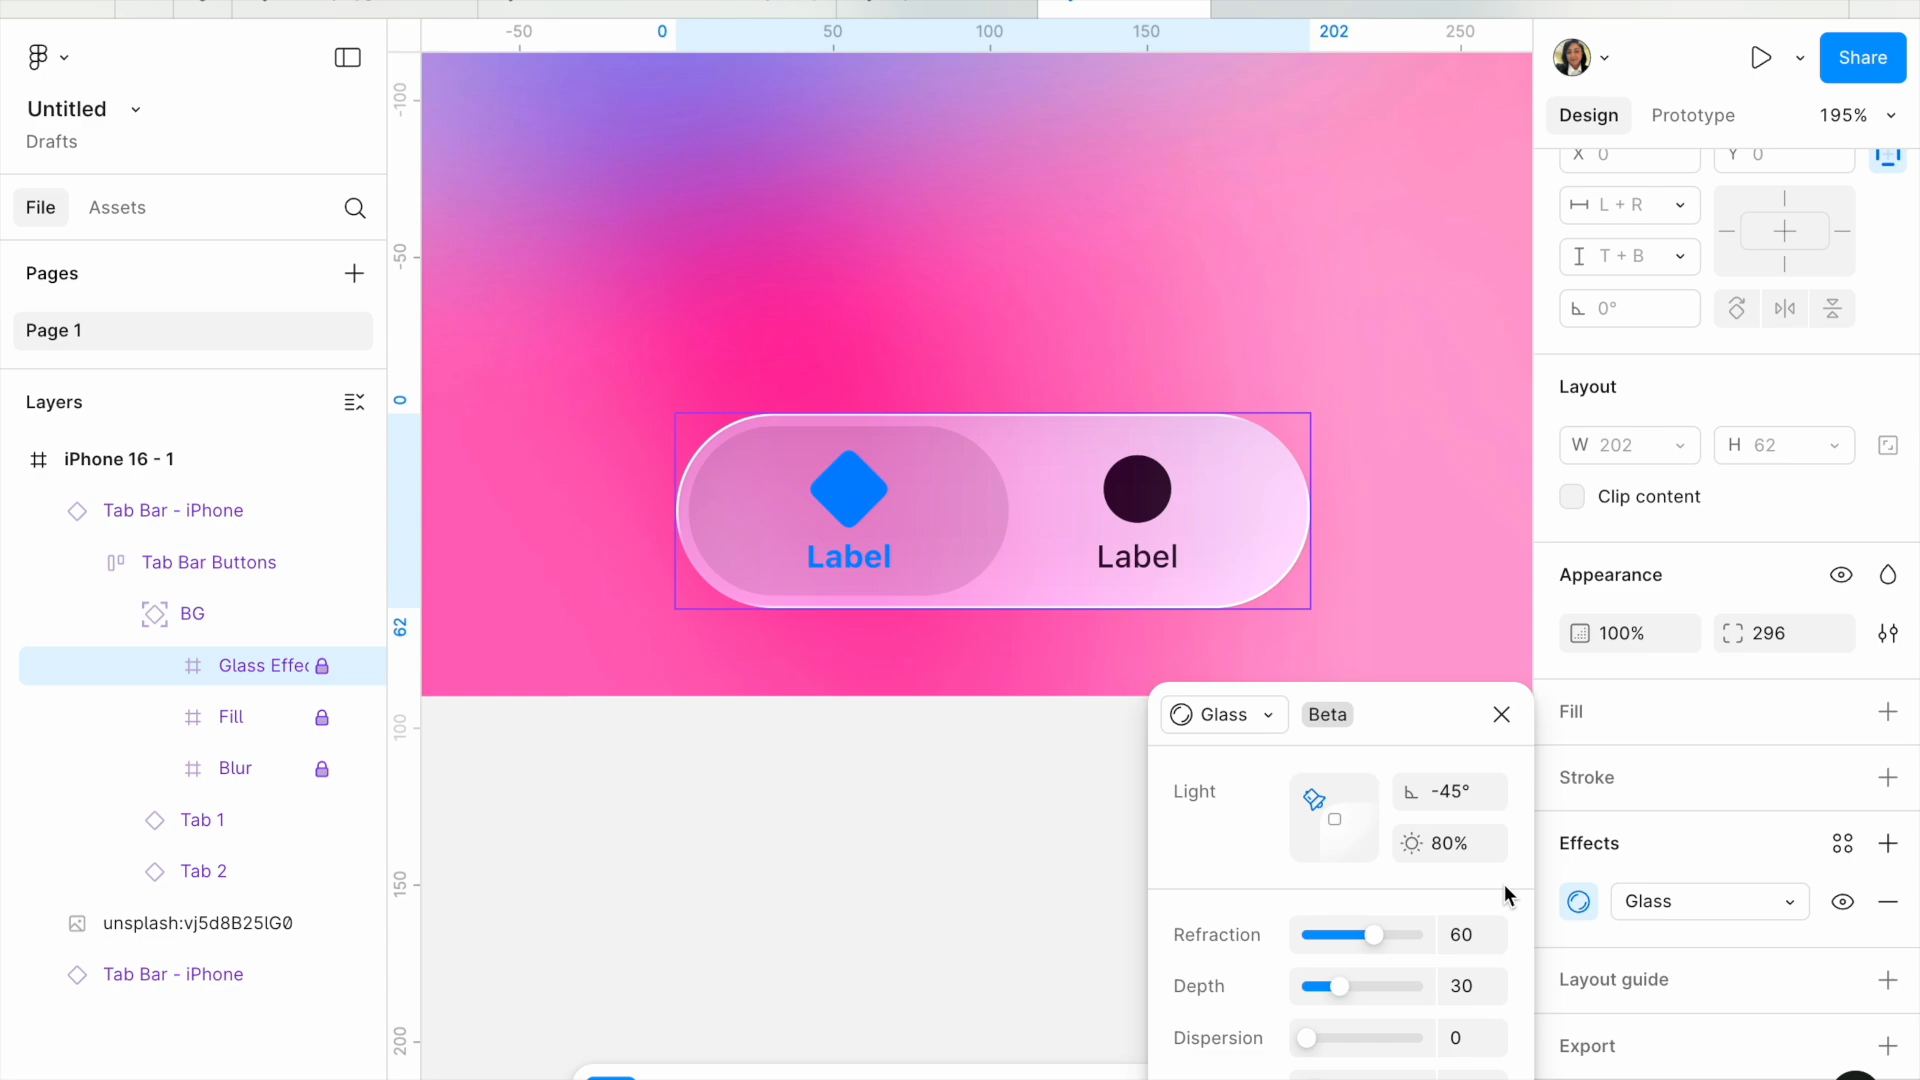 -50
0
50
100
150
202
250
Share
Untitled
Drafts
Design
Prototype
195%
X 0
Y 0
File
Assets
L + R
T + B
0°
Pages
Page 1
Layers
Layout
W 202
H 62
Clip content
iPhone 16 - 1
Tab Bar - iPhone
Tab Bar Buttons
BG
Glass Effec
Fill
Blur
Tab 1
Tab 2
unsplash:vj5d8B25lG0
Tab Bar - iPhone
-100
-50
0
62
100
150
200
Label
Label
Appearance
100%
296
Fill
Stroke
Effects
Glass
Layout guide
Export
Glass
Beta
Light
-45°
80%
Refraction
60
Depth
30
Dispersion
0